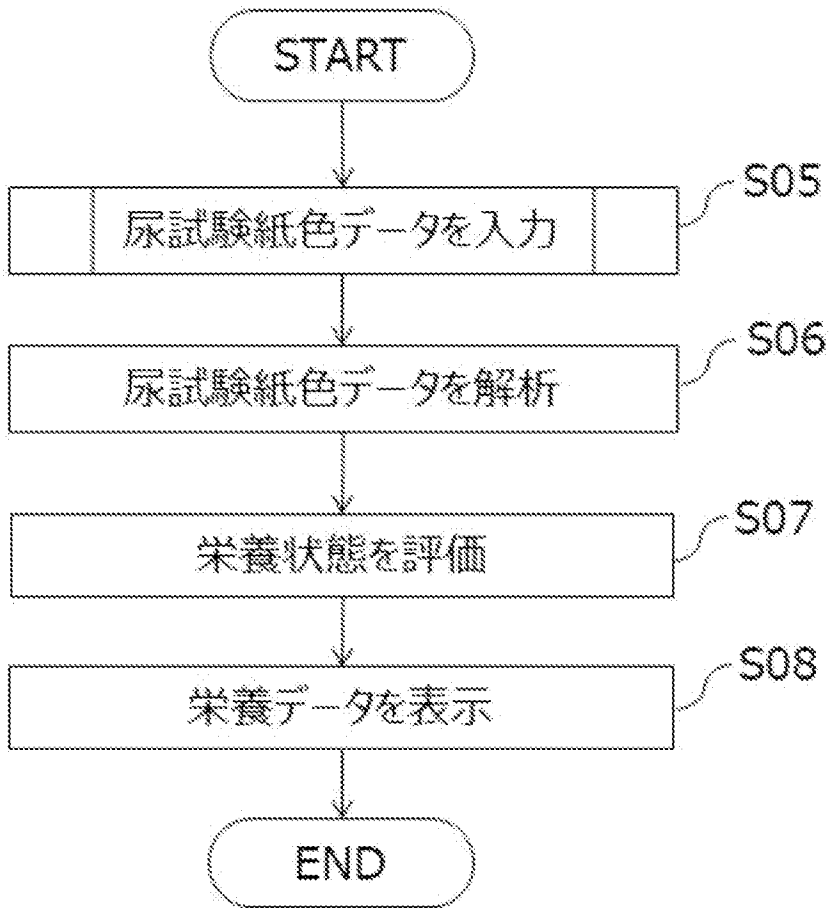 START
尿試験紙色データを入力
S05
尿試験紙色データを解析
S06
栄養状態を評価
S07
栄養データを表示
S08
END